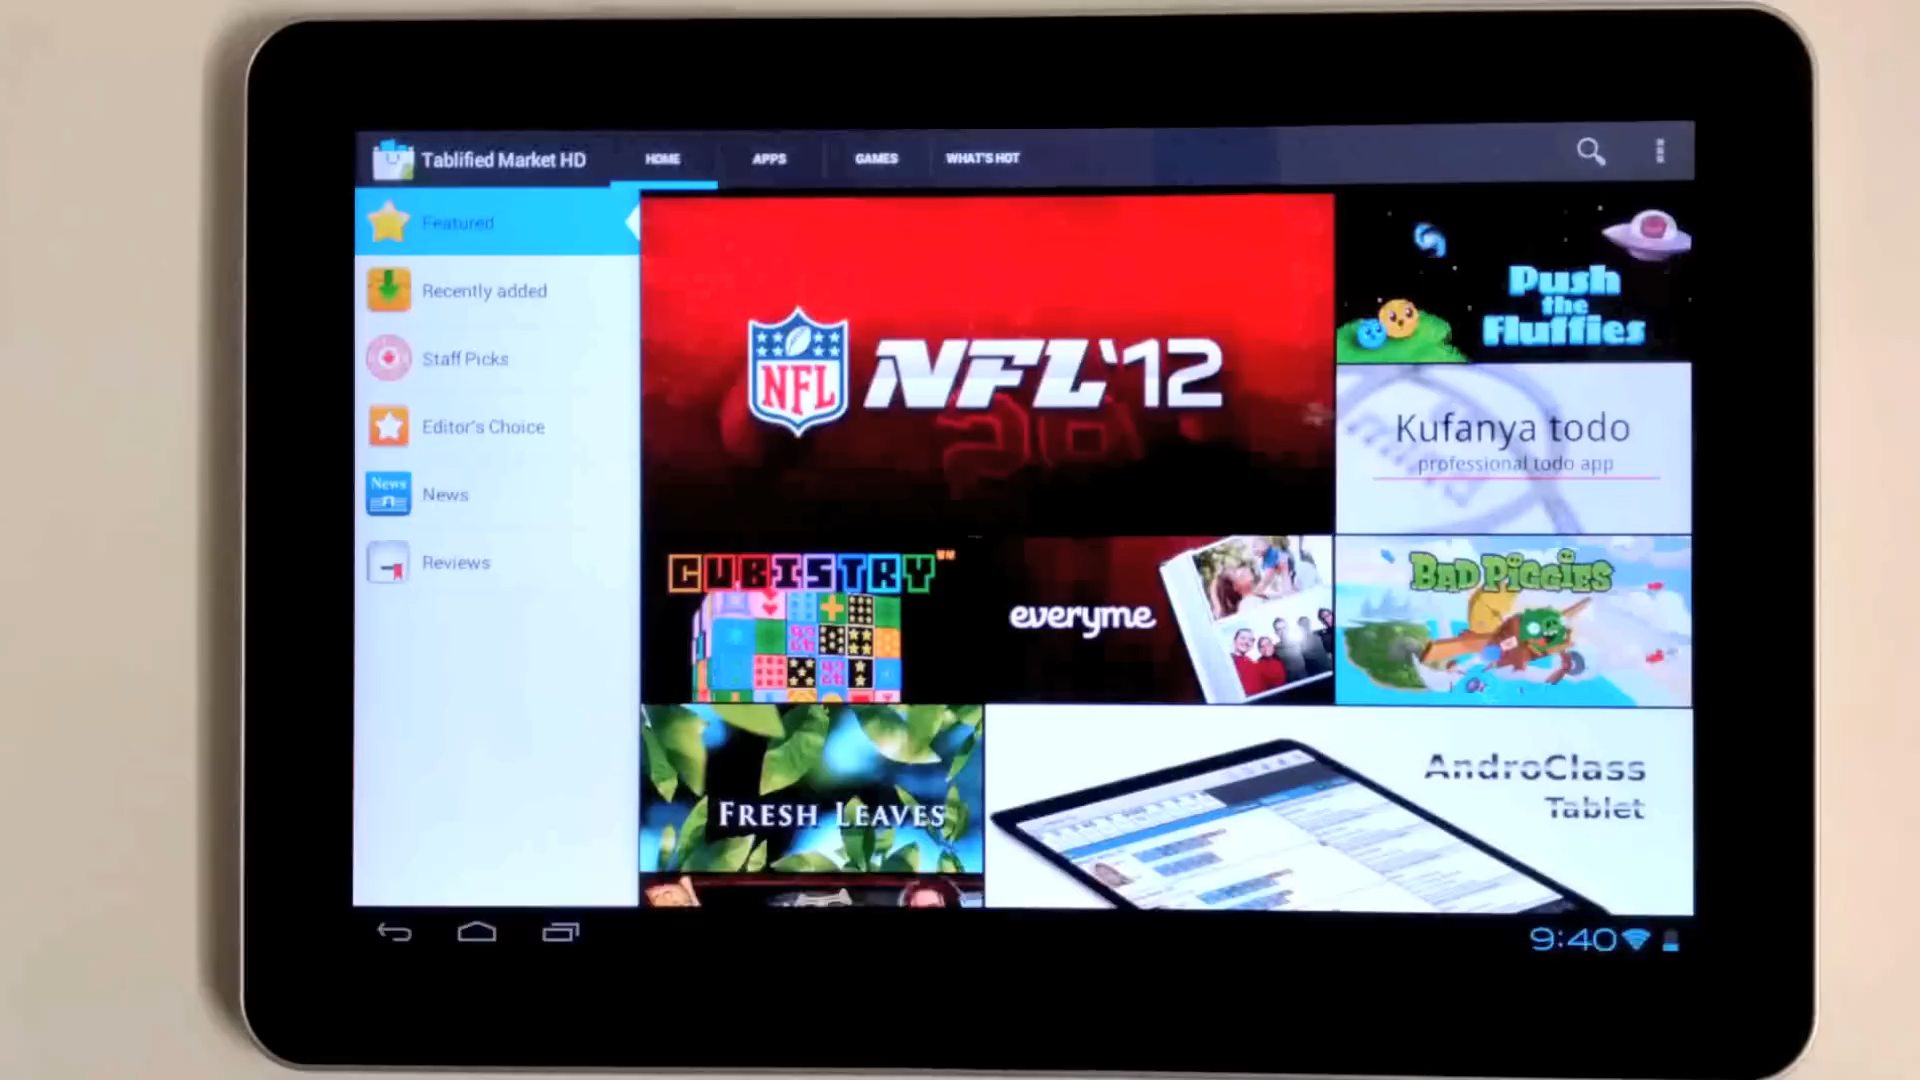 Tablified Market HD
HOME
APPS
GAMES
WHAT'S HOT
Featured
Recently added
Staff Picks
Editor's Choice
News
News
Reviews
NFL
NFL'12
Push
the
Fluffies
Kufanya todo
professional todo app
CUBISTRY
everyme
BAD PIGGIES
FRESH LEAVES
AndroClass
Tablet
9:40